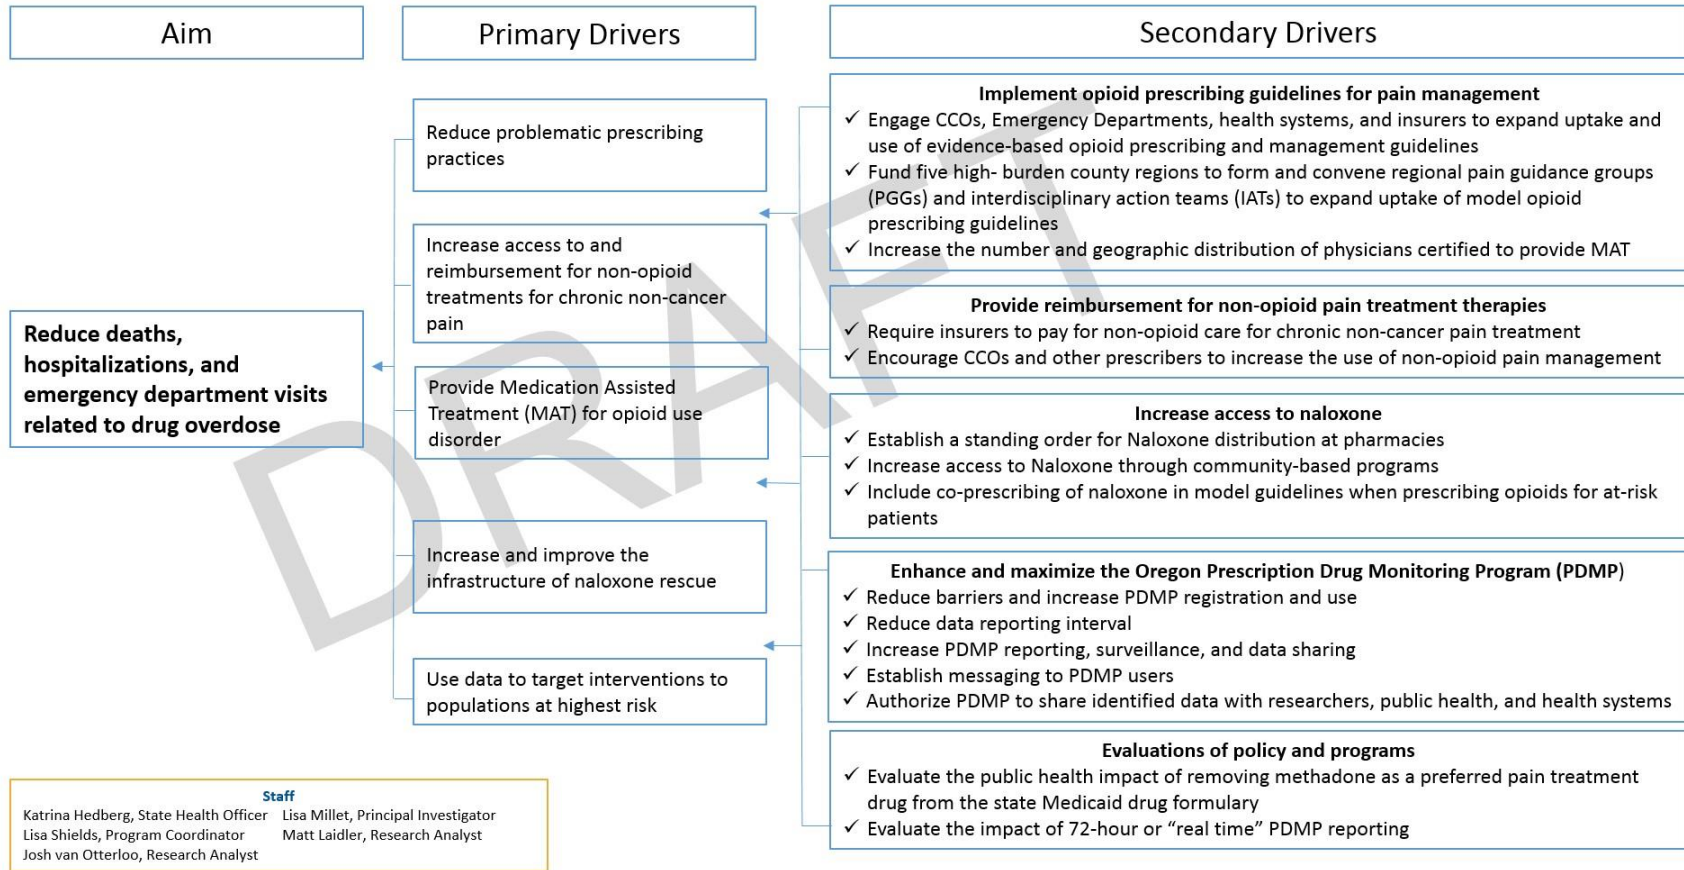 Aim
Primary Drivers
Secondary Drivers
Reduce deaths,
hospitalizations, and
emergency department visits
related to drug overdose
Reduce problematic prescribing
practices
Increase access to and
reimbursement for non-opioid
treatments for chronic non-cancer
pain
Provide Medication Assisted
Treatment (MAT) for opioid use
disorder
Increase and improve the
infrastructure of naloxone rescue
Use data to target interventions to
populations at highest risk
Implement opioid prescribing guidelines for pain management
✓ Engage CCOs, Emergency Departments, health systems, and insurers to expand uptake and
use of evidence-based opioid prescribing and management guidelines
✓ Fund five high- burden county regions to form and convene regional pain guidance groups
(PGGs) and interdisciplinary action teams (IATs) to expand uptake of model opioid
prescribing guidelines
✓ Increase the number and geographic distribution of physicians certified to provide MAT
Provide reimbursement for non-opioid pain treatment therapies
✓ Require insurers to pay for non-opioid care for chronic non-cancer pain treatment
✓ Encourage CCOs and other prescribers to increase the use of non-opioid pain management
Increase access to naloxone
✓ Establish a standing order for Naloxone distribution at pharmacies
✓ Increase access to Naloxone through community-based programs
✓ Include co-prescribing of naloxone in model guidelines when prescribing opioids for at-risk
patients
Enhance and maximize the Oregon Prescription Drug Monitoring Program (PDMP)
✓ Reduce barriers and increase PDMP registration and use
✓ Reduce data reporting interval
✓ Increase PDMP reporting, surveillance, and data sharing
✓ Establish messaging to PDMP users
✓ Authorize PDMP to share identified data with researchers, public health, and health systems
Evaluations of policy and programs
✓ Evaluate the public health impact of removing methadone as a preferred pain treatment
drug from the state Medicaid drug formulary
✓ Evaluate the impact of 72-hour or “real time” PDMP reporting
Staff
Katrina Hedberg, State Health Officer Lisa Millet, Principal Investigator
Lisa Shields, Program Coordinator Matt Laidler, Research Analyst
Josh van Otterloo, Research Analyst
DRAFT